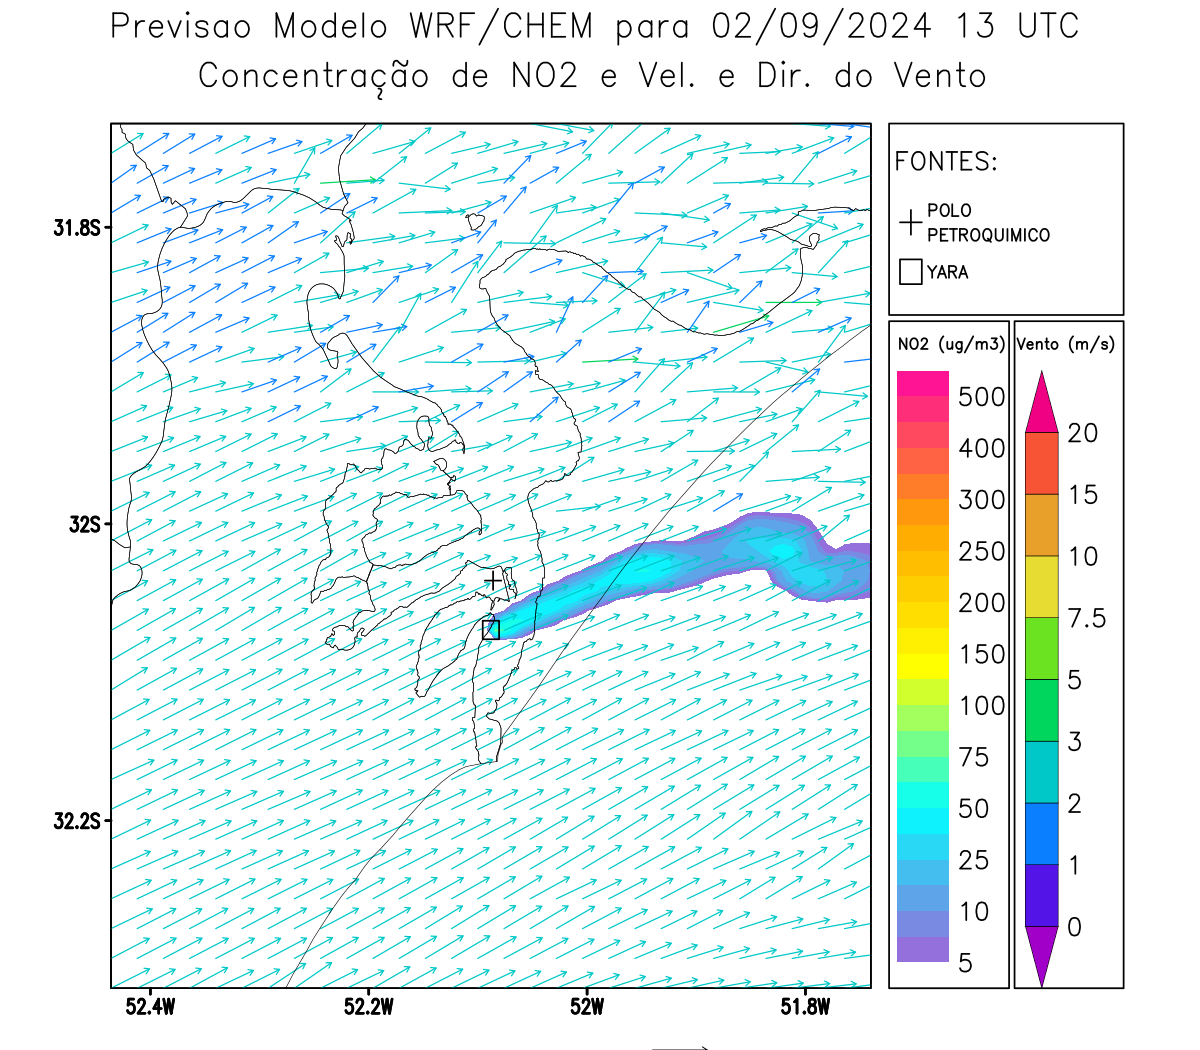 Previsao Modelo WRF/CHEM para 02/09/2024 13 UTC
Concentração de NO2 e Vel. e Dir. do Vento
FONTES:
POLO
PETROQUIMICO
YARA
31.8S
32S
32.2S
52.4W
52.2W
52W
51.8W
NO2 (ug/m3)
500
400
300
250
200
150
100
75
50
25
10
5
Vento (m/s)
20
15
10
7.5
5
3
2
1
0